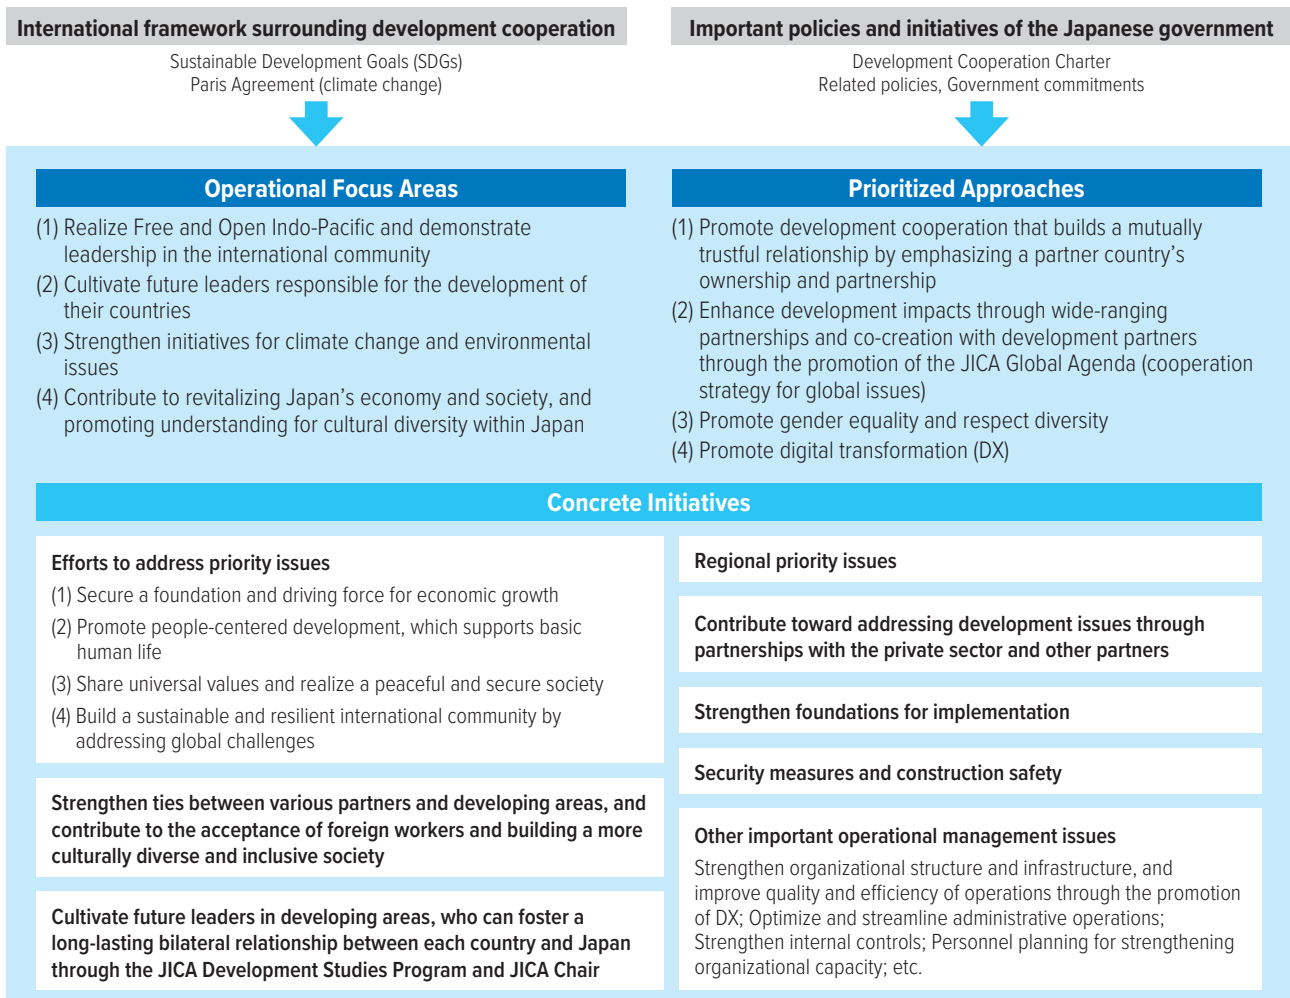 International framework surrounding development cooperation
Sustainable Development Goals (SDGs)
Paris Agreement (climate change)
Important policies and initiatives of the Japanese government
Development Cooperation Charter
Related policies, Government commitments
Operational Focus Areas
(1) Realize Free and Open Indo-Pacific and demonstrate
leadership in the international community
(2) Cultivate future leaders responsible for the development of
their countries
(3) Strengthen initiatives for climate change and environmental
issues
(4) Contribute to revitalizing Japan's economy and society, and
promoting understanding for cultural diversity within Japan
Prioritized Approaches
(1) Promote development cooperation that builds a mutually
trustful relationship by emphasizing a partner country's
ownership and partnership
(2) Enhance development impacts through wide-ranging
partnerships and co-creation with development partners
through the promotion of the JICA Global Agenda (cooperation
strategy for global issues)
(3) Promote gender equality and respect diversity
(4) Promote digital transformation (DX)
Concrete Initiatives
Efforts to address priority issues
(1) Secure a foundation and driving force for economic growth
(2) Promote people-centered development, which supports basic
human life
(3) Share universal values and realize a peaceful and secure society
(4) Build a sustainable and resilient international community by
addressing global challenges
Strengthen ties between various partners and developing areas, and
contribute to the acceptance of foreign workers and building a more
culturally diverse and inclusive society
Cultivate future leaders in developing areas, who can foster a
long-lasting bilateral relationship between each country and Japan
through the JICA Development Studies Program and JICA Chair
Regional priority issues
Contribute toward addressing development issues through
partnerships with the private sector and other partners
Strengthen foundations for implementation
Security measures and construction safety
Other important operational management issues
Strengthen organizational structure and infrastructure, and
improve quality and efficiency of operations through the promotion
of DX; Optimize and streamline administrative operations;
Strengthen internal controls; Personnel planning for strengthening
organizational capacity; etc.